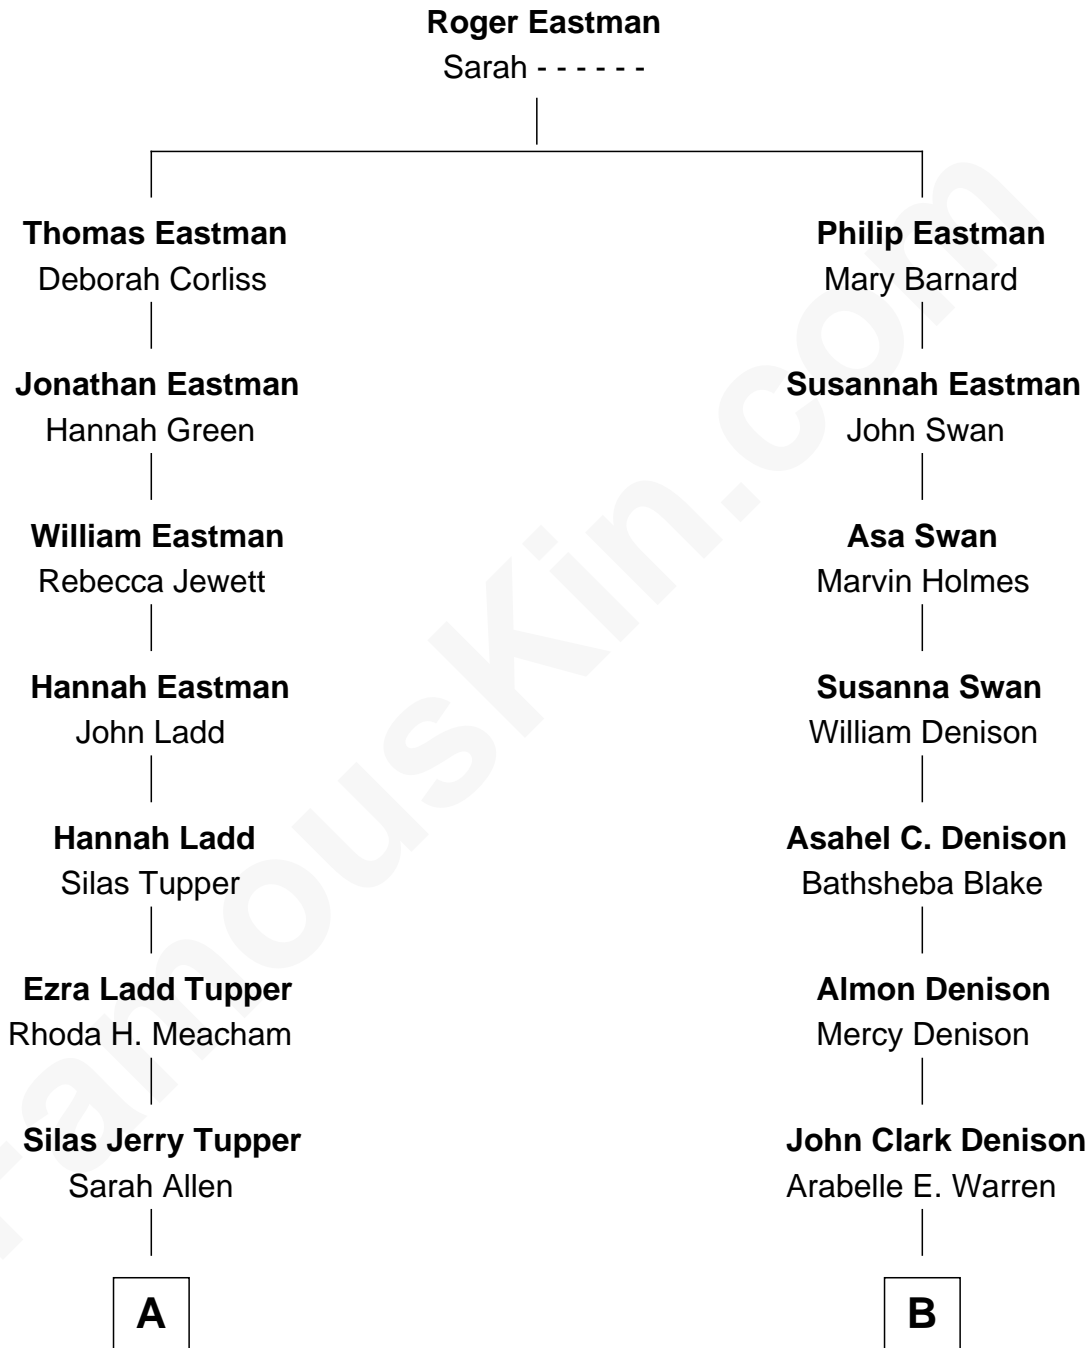 Roger Eastman
Sarah - - - - - -
Thomas Eastman
Deborah Corliss
Jonathan Eastman
Hannah Green
William Eastman
Rebecca Jewett
Hannah Eastman
John Ladd
Hannah Ladd
Silas Tupper
Ezra Ladd Tupper
Rhoda H. Meacham
Silas Jerry Tupper
Sarah Allen
A
Philip Eastman
Mary Barnard
Susannah Eastman
John Swan
Asa Swan
Marvin Holmes
Susanna Swan
William Denison
Asahel C. Denison
Bathsheba Blake
Almon Denison
Mercy Denison
John Clark Denison
Arabelle E. Warren
B
FamousKin.com